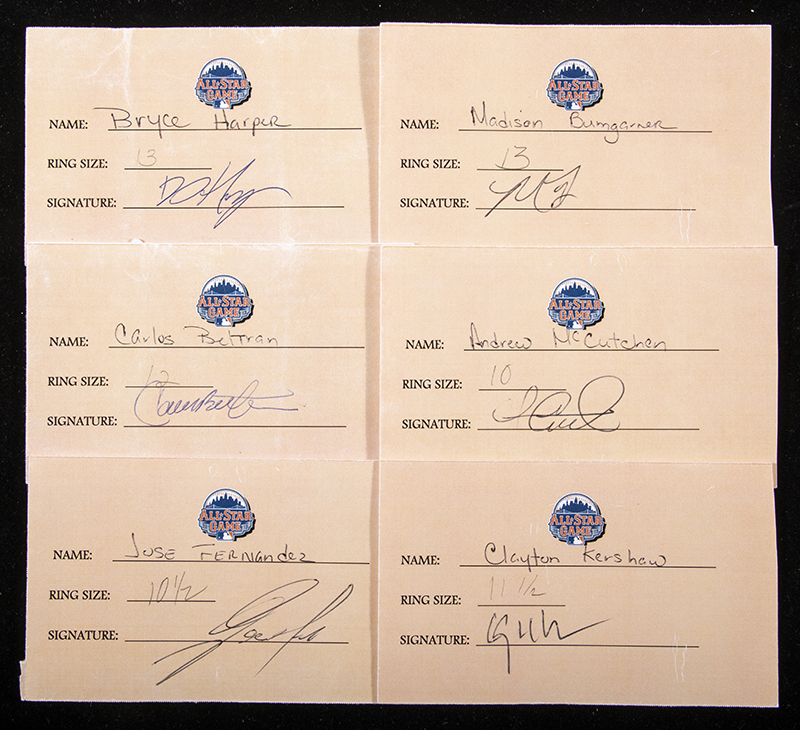 ALL★STAR
GAME
NAME: Bryce Harper
RING SIZE: 13
SIGNATURE:
ALL★STAR
GAME
NAME: Madison Bumgarner
RING SIZE: 13
SIGNATURE:
ALL★STAR
GAME
NAME: Carlos Beltran
RING SIZE: 12
SIGNATURE:
ALL★STAR
GAME
NAME: Andrew McCutchen
RING SIZE: 10
SIGNATURE:
ALL★STAR
GAME
NAME: JOSE FERNandez
RING SIZE: 10 1/2
SIGNATURE:
ALL★STAR
GAME
NAME: Clayton Kershaw
RING SIZE: 11 1/2
SIGNATURE: